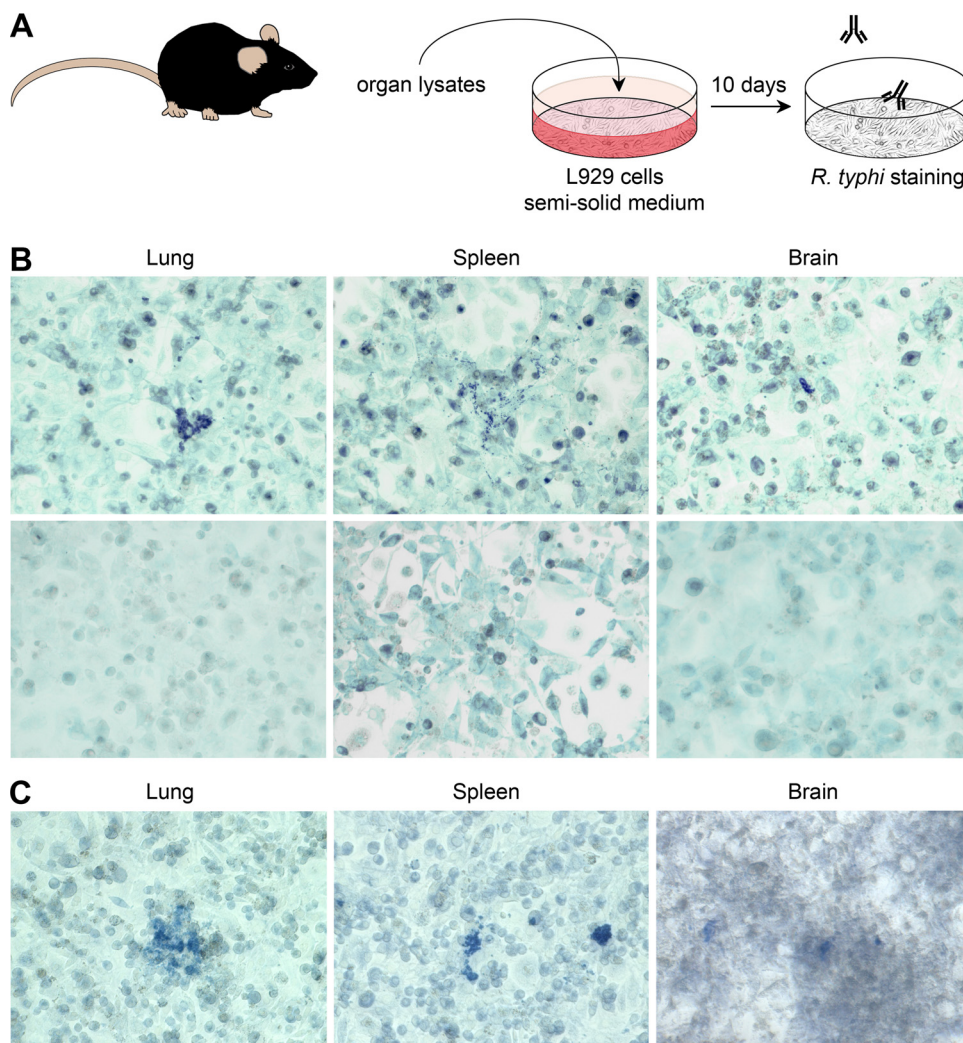 A
organ lysates
10 days
L929 cells
semi-solid medium
R. typhi staining
B
Lung Spleen Brain
C
Lung Spleen Brain